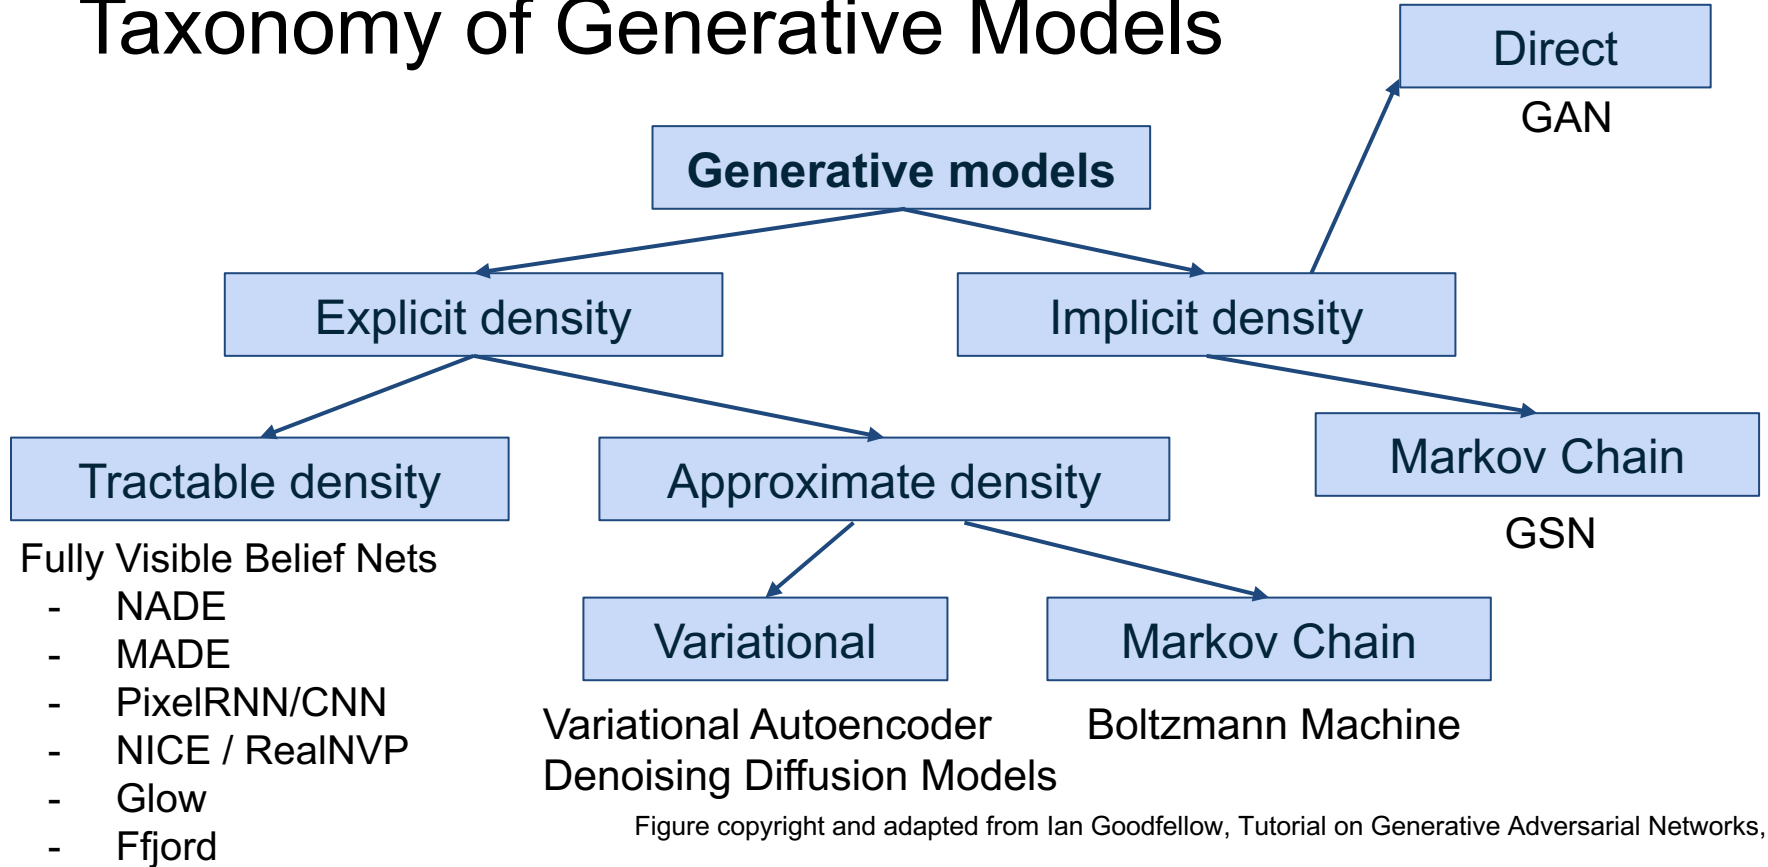 Taxonomy of Generative Models
Direct
GAN
Generative models
Explicit density
Implicit density
Tractable density
Approximate density
Markov Chain
GSN
Fully Visible Belief Nets
- NADE
- MADE
- PixelRNN/CNN
- NICE / RealNVP
- Glow
- Ffjord
Variational
Markov Chain
Variational Autoencoder
Denoising Diffusion Models
Boltzmann Machine
Figure copyright and adapted from Ian Goodfellow, Tutorial on Generative Adversarial Networks,